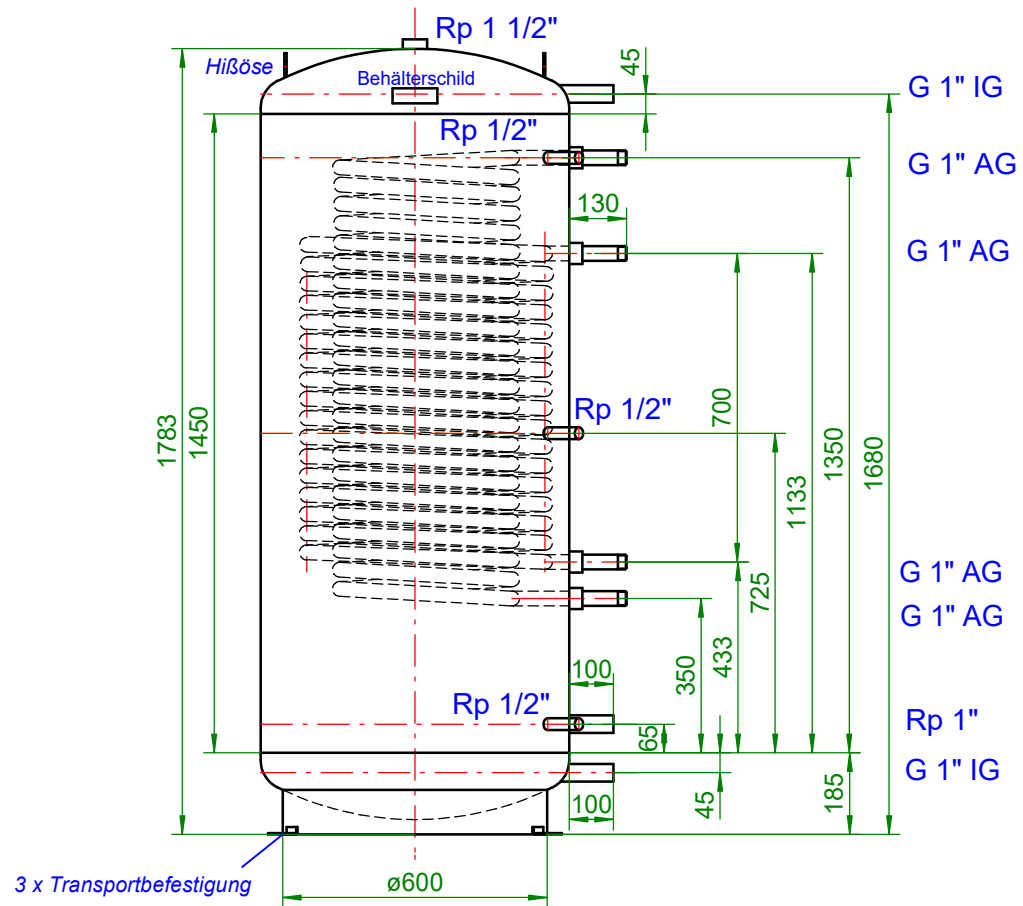 Rp 1 1/2"
Hißöse
Behälterschild
45
G 1" IG
Rp 1/2"
G 1" AG
130
G 1" AG
Rp 1/2"
1783
1450
700
1350
1680
1133
725
G 1" AG
G 1" AG
433
350
100
Rp 1/2"
65
Rp 1"
G 1" IG
100
45
185
3 x Transportbefestigung
ø600